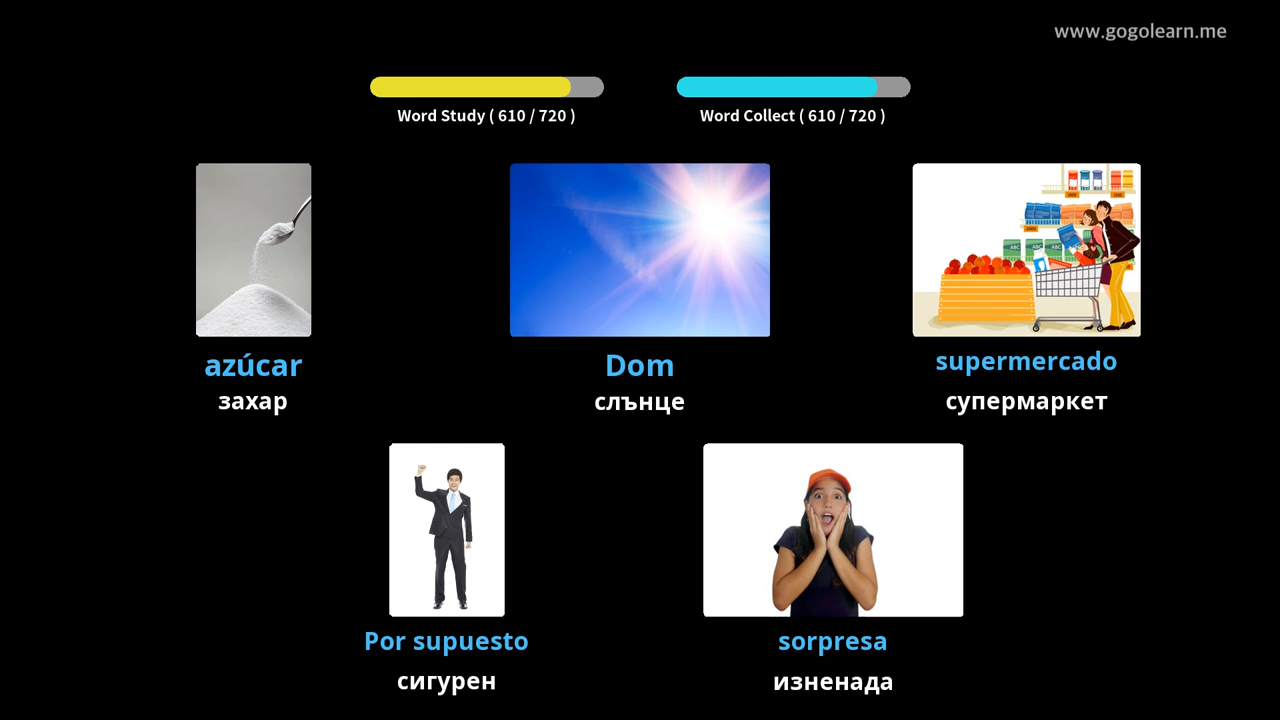 www.gogolearn.me
Word Study ( 610 / 720 )
Word Collect ( 610 / 720 )
azúcar
захар
Dom
слънце
supermercado
супермаркет
Por supuesto
сигурен
sorpresa
изненада